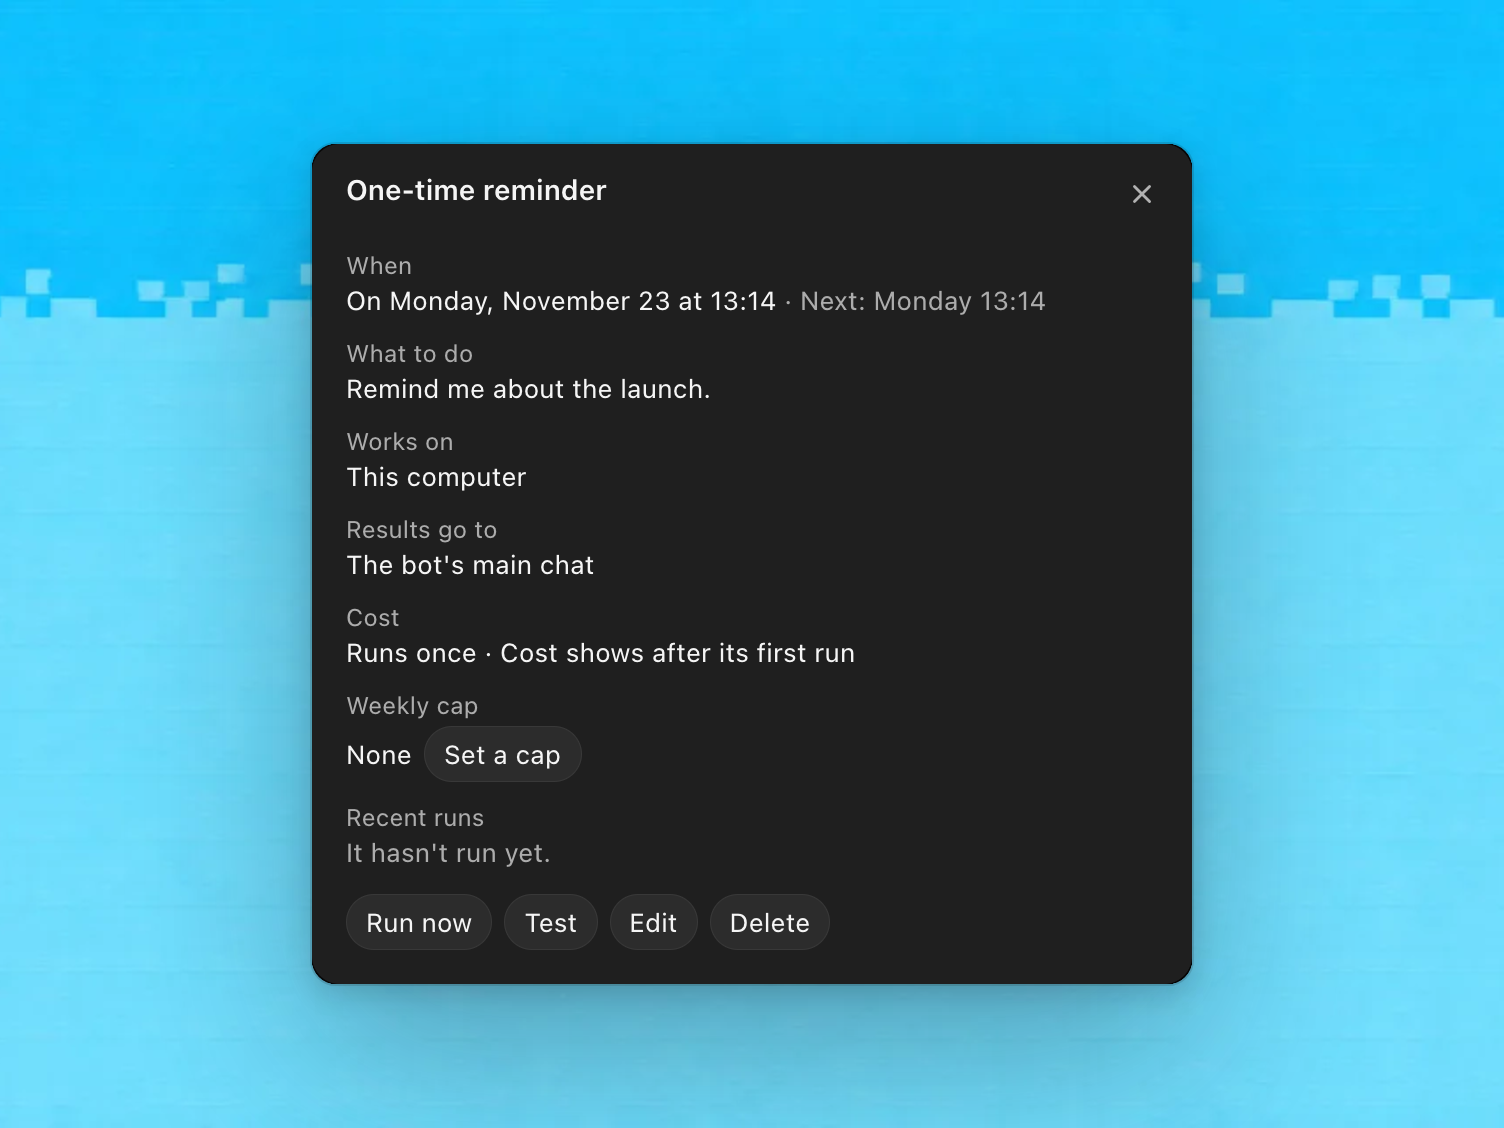 One-time reminder
When
On Monday, November 23 at 13:14 · Next: Monday 13:14
What to do
Remind me about the launch.
Works on
This computer
Results go to
The bot's main chat
Cost
Runs once · Cost shows after its first run
Weekly cap
None Set a cap
Recent runs
It hasn't run yet.
Run now Test Edit Delete